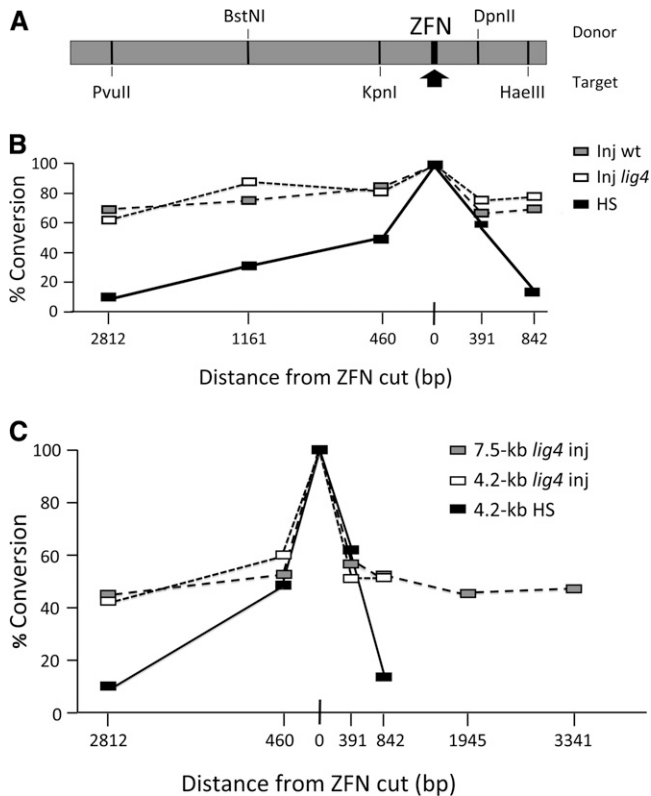 A
BstNI
ZFN
DpnII
Donor
PvuII
KpnI
HaeIII
Target
B
% Conversion
100
80
60
40
20
0
2812
1161
460
0
391
842
Distance from ZFN cut (bp)
Inj wt
Inj lig4
HS
C
% Conversion
100
80
60
40
20
0
2812
460
0
391
842
1945
3341
Distance from ZFN cut (bp)
7.5-kb lig4 inj
4.2-kb lig4 inj
4.2-kb HS